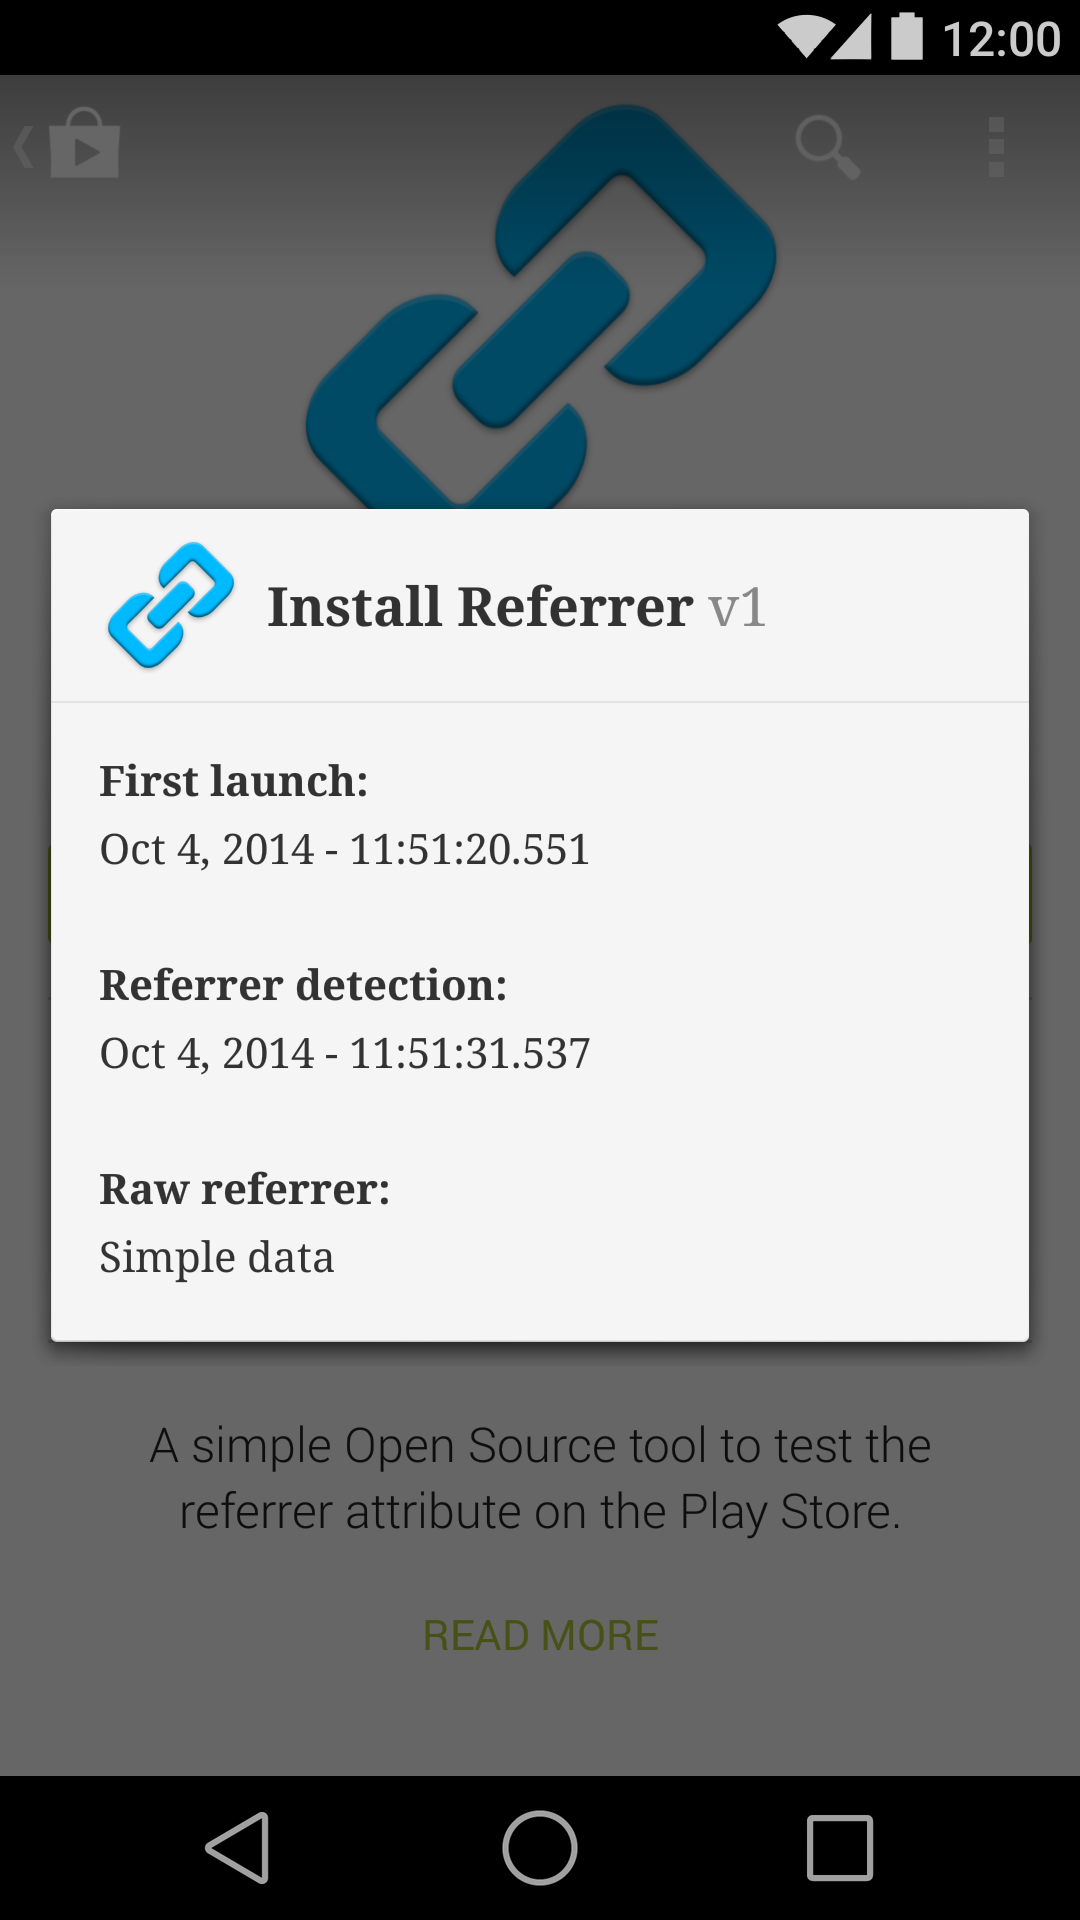 12:00
Install Referrer v1
First launch:
Oct 4, 2014 - 11:51:20.551
Referrer detection:
Oct 4, 2014 - 11:51:31.537
Raw referrer:
Simple data
A simple Open Source tool to test the
referrer attribute on the Play Store.
READ MORE